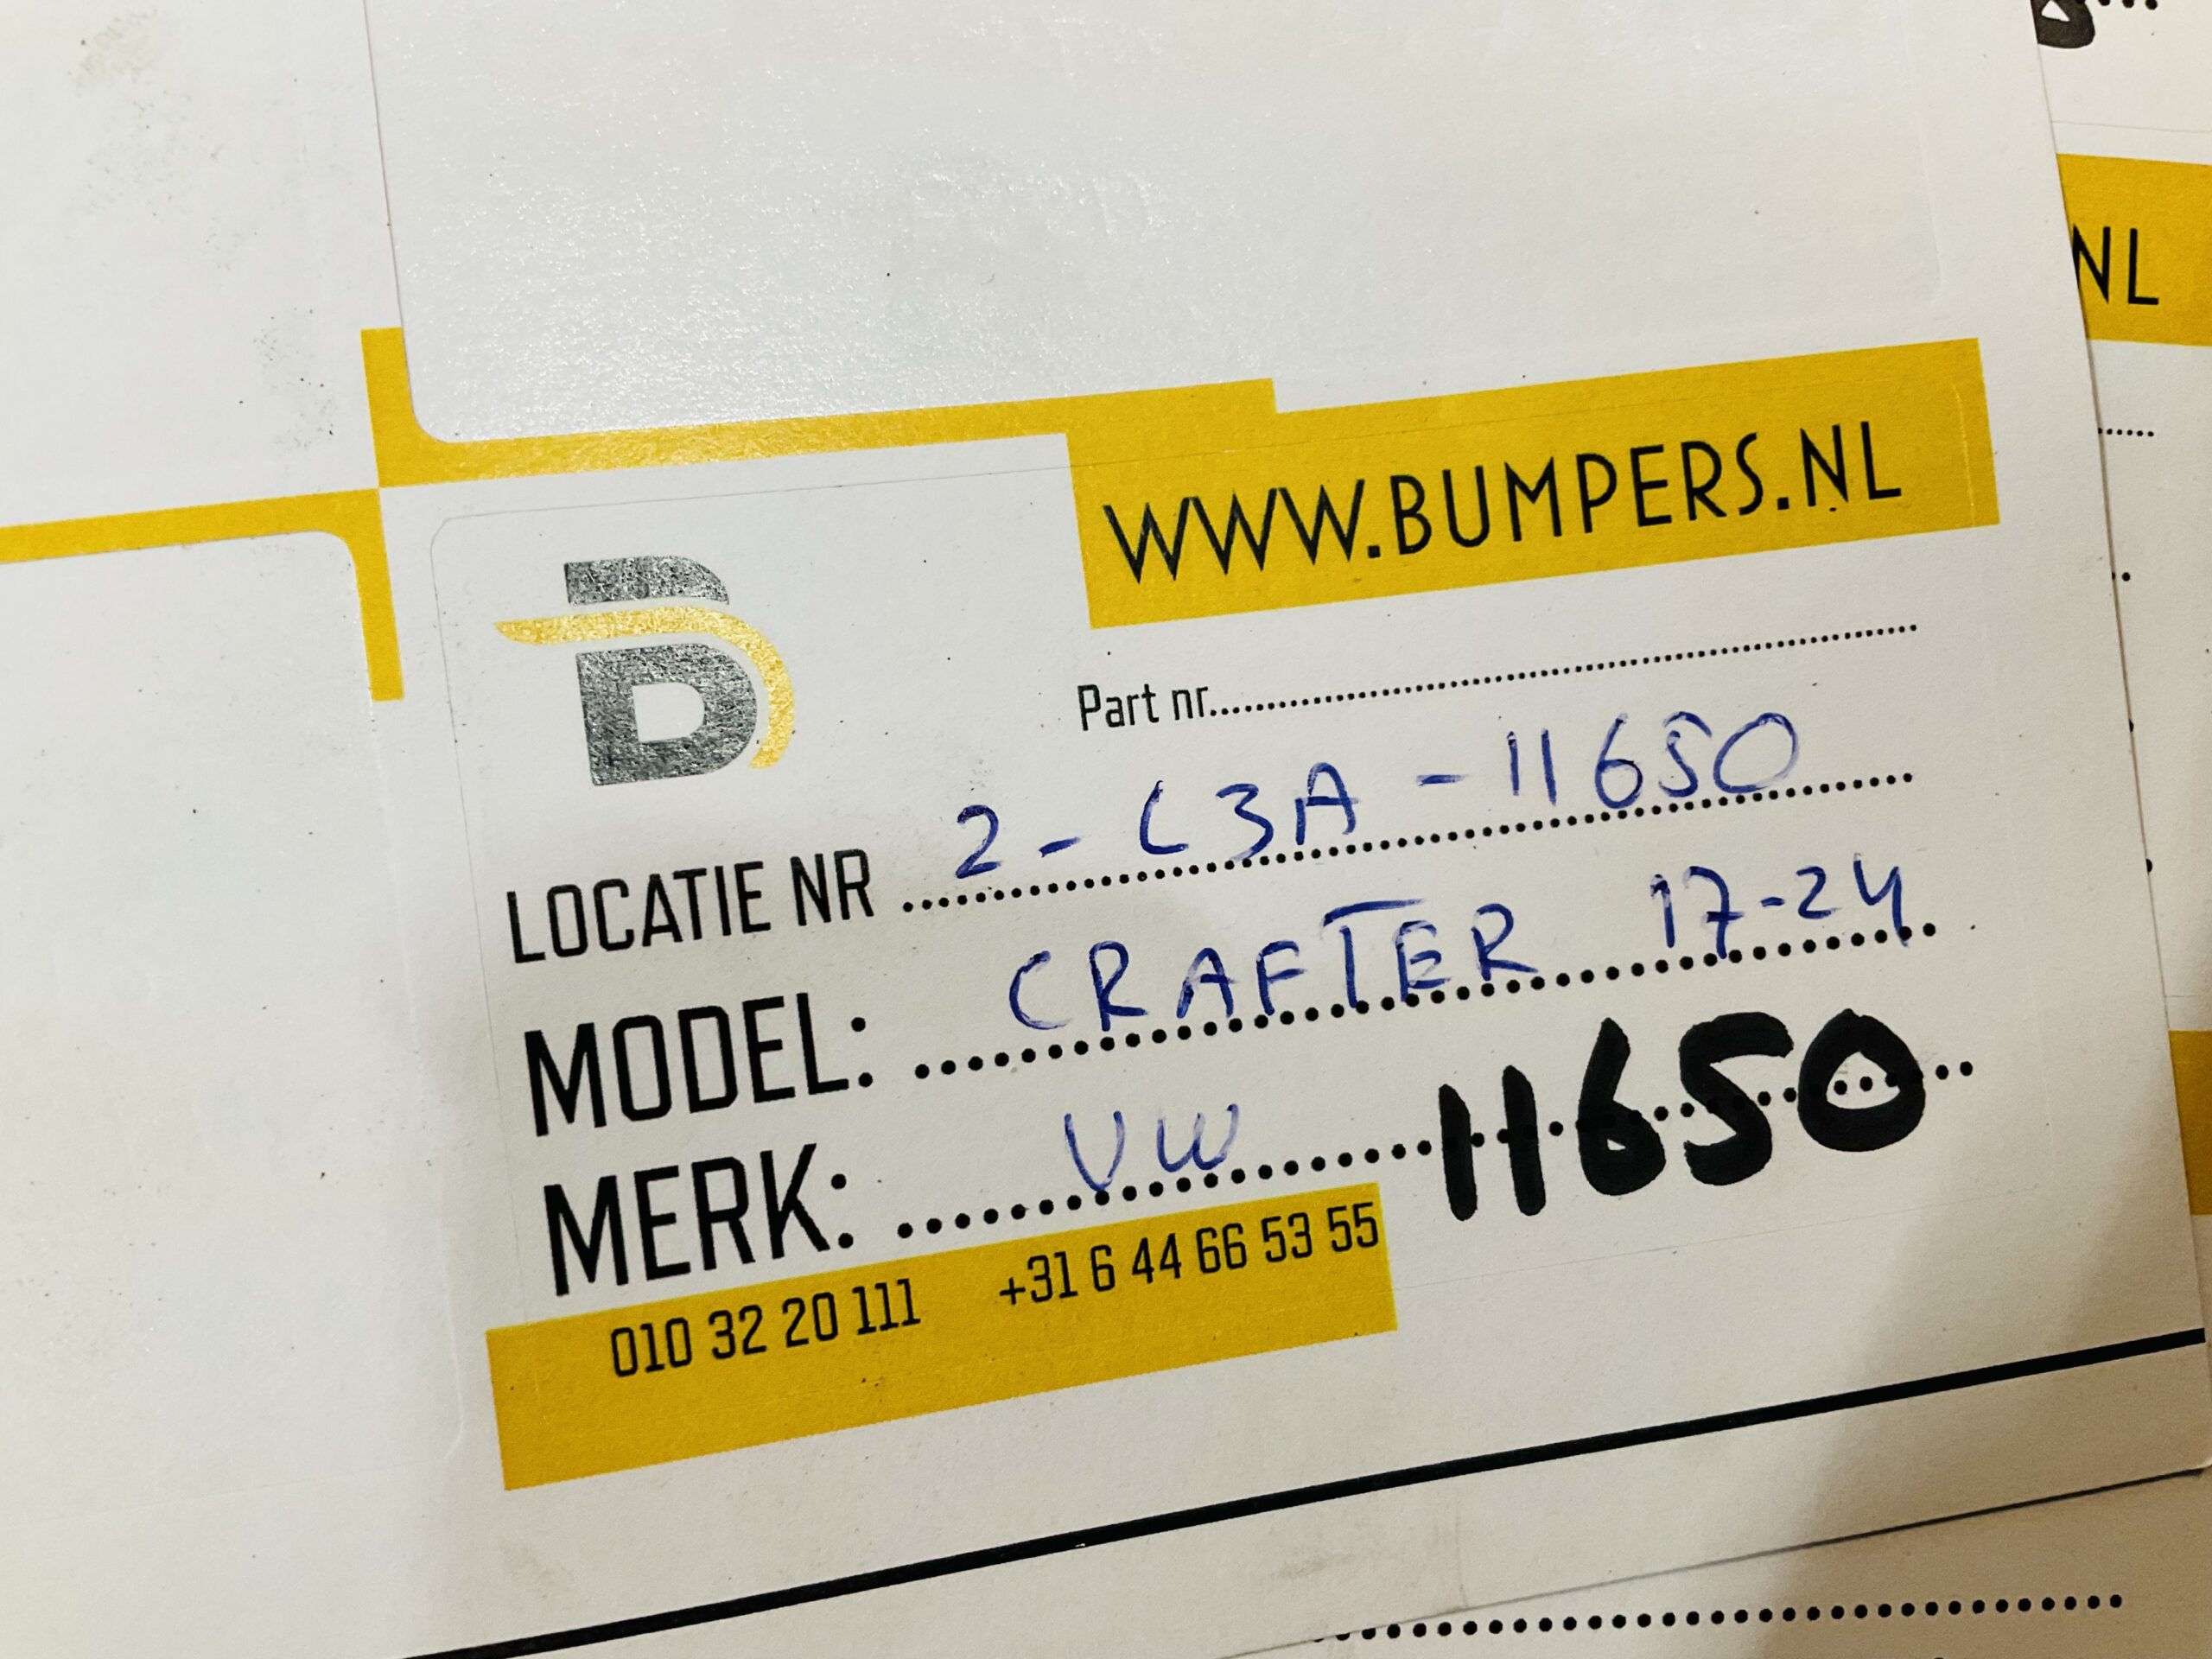 WWW.BUMPERS.NL
Part nr........................................
LOCATIE NR 2 - C3A - 11650
MODEL: CRAFTER 17-24
MERK: VW 11650
010 32 20 111 +31 6 44 66 53 55
NL